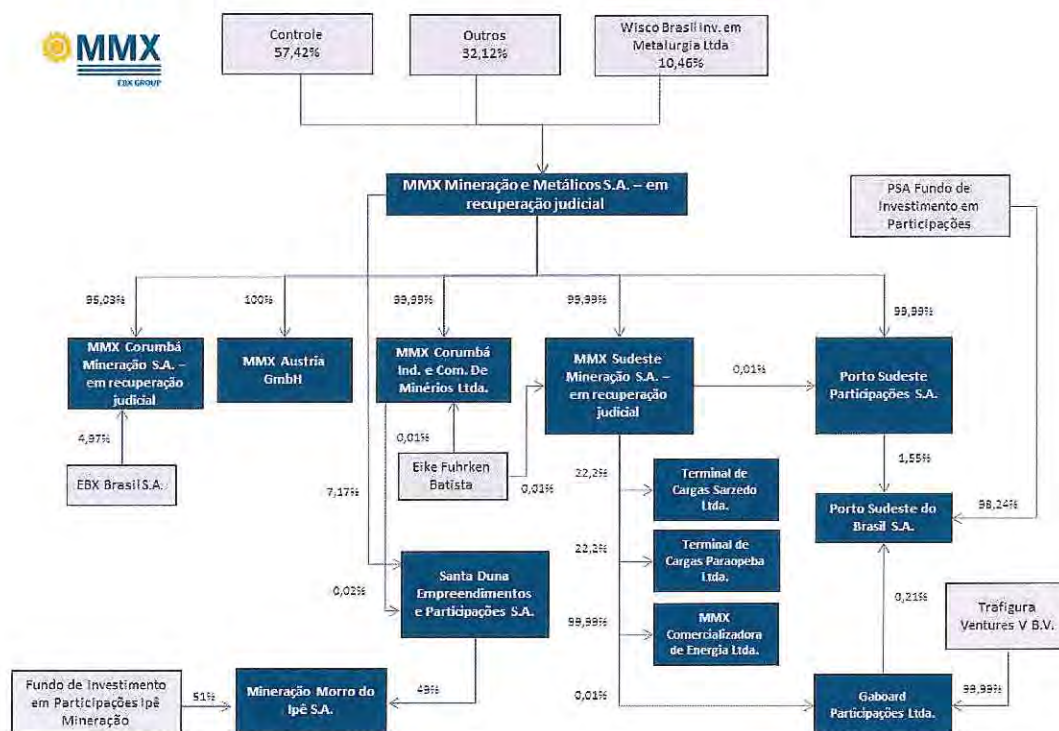 MMX
EBX GROUP
Controle
57,42%
Outros
32,12%
Wisco Brasil Inv. em
Metalurgia Ltda
10,46%
MMX Mineração e Metálicos S.A. – em
recuperação judicial
PSA Fundo de
Investimento em
Participações
95,03%
100%
99,99%
99,99%
99,99%
MMX Corumbá
Mineração S.A. –
em recuperação
judicial
MMX Austria
GmbH
MMX Corumbá
Ind. e Com. De
Minérios Ltda.
MMX Sudeste
Mineração S.A. –
em recuperação
judicial
0,01%
Porto Sudeste
Participações S.A.
4,97%
EBX Brasil S.A.
0,01%
Eike Fuhrken
Batista
0,01%
7,17%
0,02%
22,2%
Terminal de
Cargas Sarzedo
Ltda.
1,55%
Porto Sudeste do
Brasil S.A.
98,24%
22,2%
Terminal de
Cargas Paraopeba
Ltda.
Santa Duna
Empreendimentos
e Participações S.A.
0,21%
99,99%
MMX
Comercializadora
de Energia Ltda.
Trafigura
Ventures V B.V.
Fundo de Investimento
em Participações Ipê
Mineração
51%
Mineração Morro do
Ipê S.A.
49%
0,01%
Gaboard
Participações Ltda.
99,99%